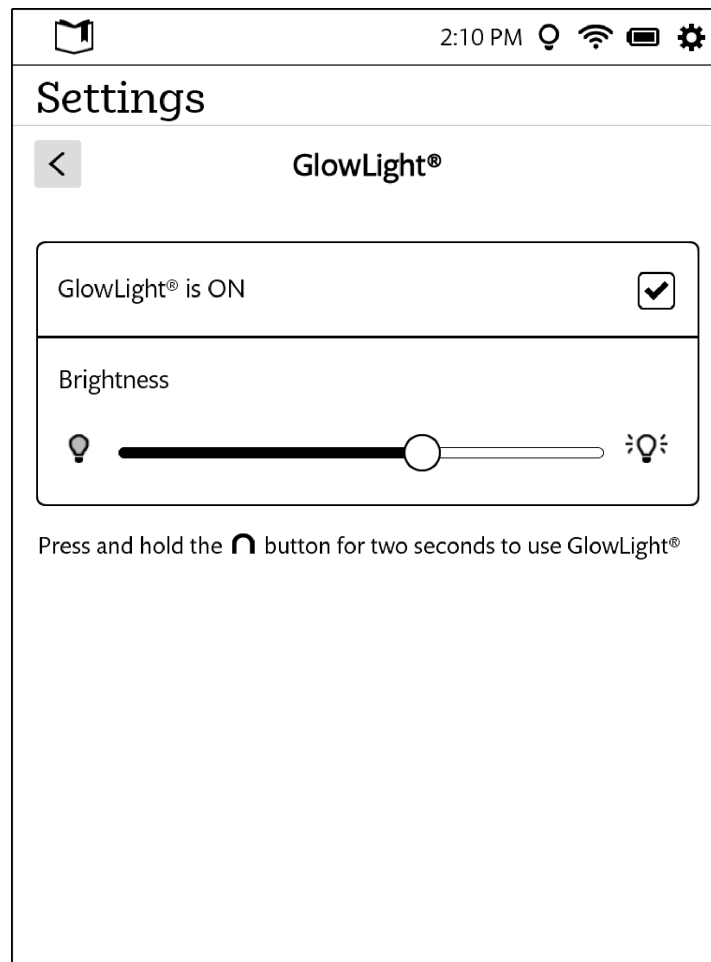 2:10 PM
Settings
GlowLight®
GlowLight® is ON
Brightness
Press and hold the button for two seconds to use GlowLight®